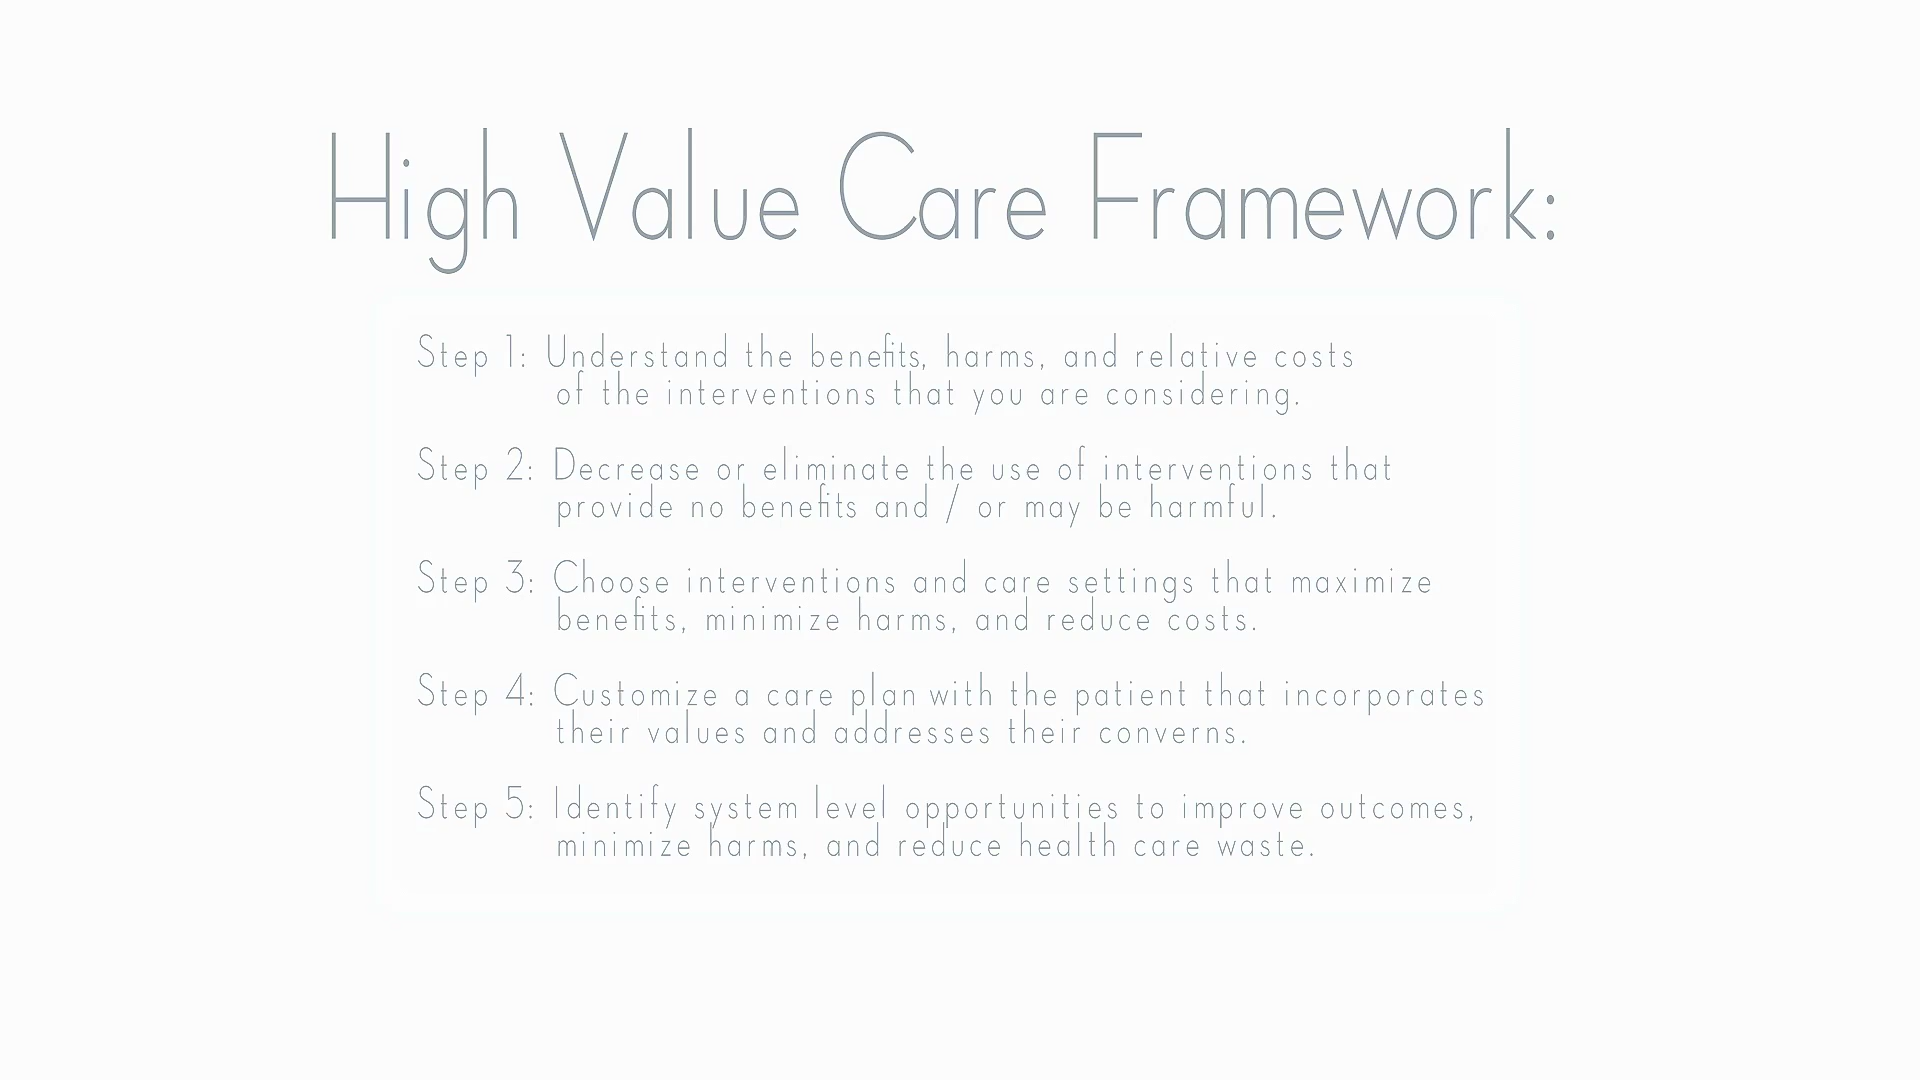 High Value Care Framework:
Step 1: Understand the benefits, harms, and relative costs
of the interventions that you are considering.
Step 2: Decrease or eliminate the use of interventions that
provide no benefits and / or may be harmful.
Step 3: Choose interventions and care settings that maximize
benefits, minimize harms, and reduce costs.
Step 4: Customize a care plan with the patient that incorporates
their values and addresses their converns.
Step 5: Identify system level opportunities to improve outcomes,
minimize harms, and reduce health care waste.